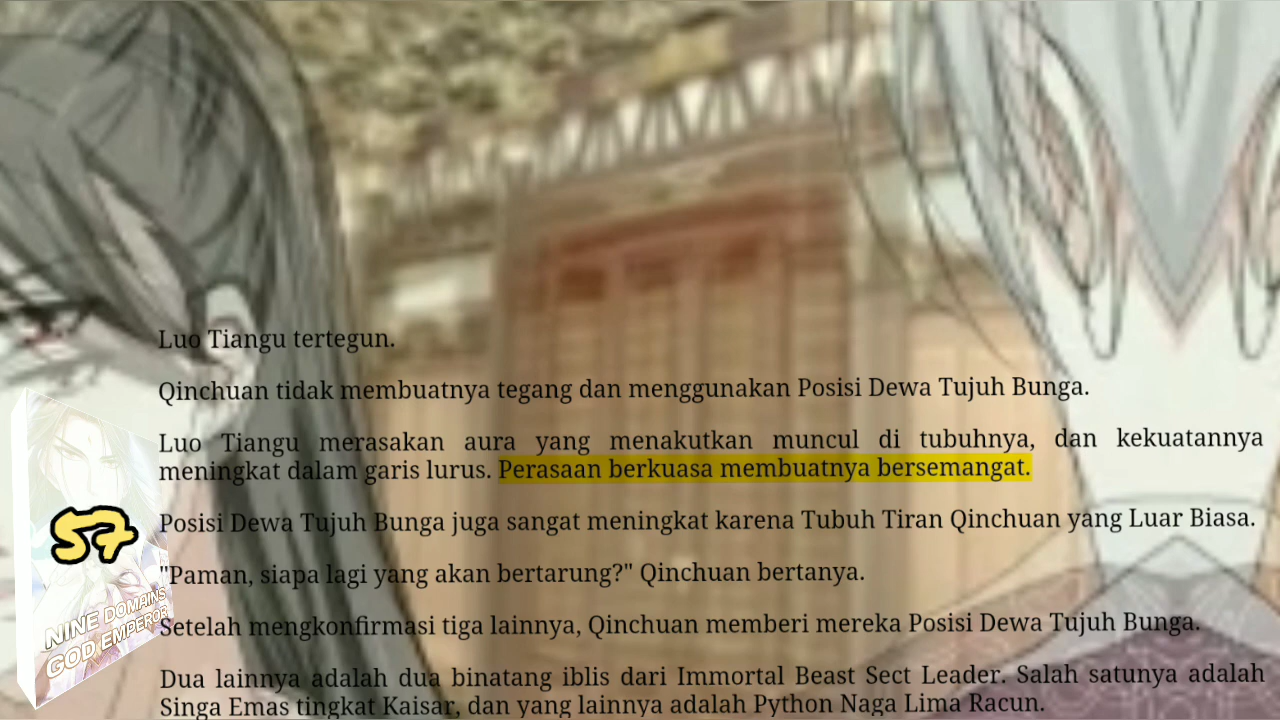 Luo Tiangu tertegun.
Qinchuan tidak membuatnya tegang dan menggunakan Posisi Dewa Tujuh Bunga.
Luo Tiangu merasakan aura yang menakutkan muncul di tubuhnya, dan kekuatannya
meningkat dalam garis lurus. Perasaan berkuasa membuatnya bersemangat.
Posisi Dewa Tujuh Bunga juga sangat meningkat karena Tubuh Tiran Qinchuan yang Luar Biasa.
"Paman, siapa lagi yang akan bertarung?" Qinchuan bertanya.
Setelah mengkonfirmasi tiga lainnya, Qinchuan memberi mereka Posisi Dewa Tujuh Bunga.
Dua lainnya adalah dua binatang iblis dari Immortal Beast Sect Leader. Salah satunya adalah
Singa Emas tingkat Kaisar, dan yang lainnya adalah Python Naga Lima Racun.
57
NINE DOMAINS
GOD EMPEROR